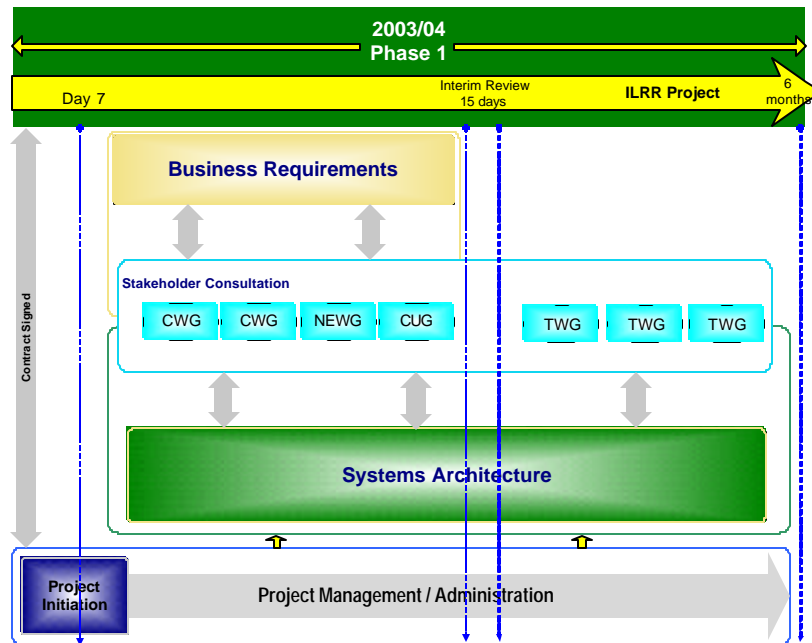 2003/04
Phase 1
Day 7
Interim Review
15 days
ILRR Project
6
months
Business Requirements
Contract Signed
Stakeholder Consultation
CWG CWG NEWG CUG TWG TWG TWG
Systems Architecture
Project
Initiation
Project Management / Administration